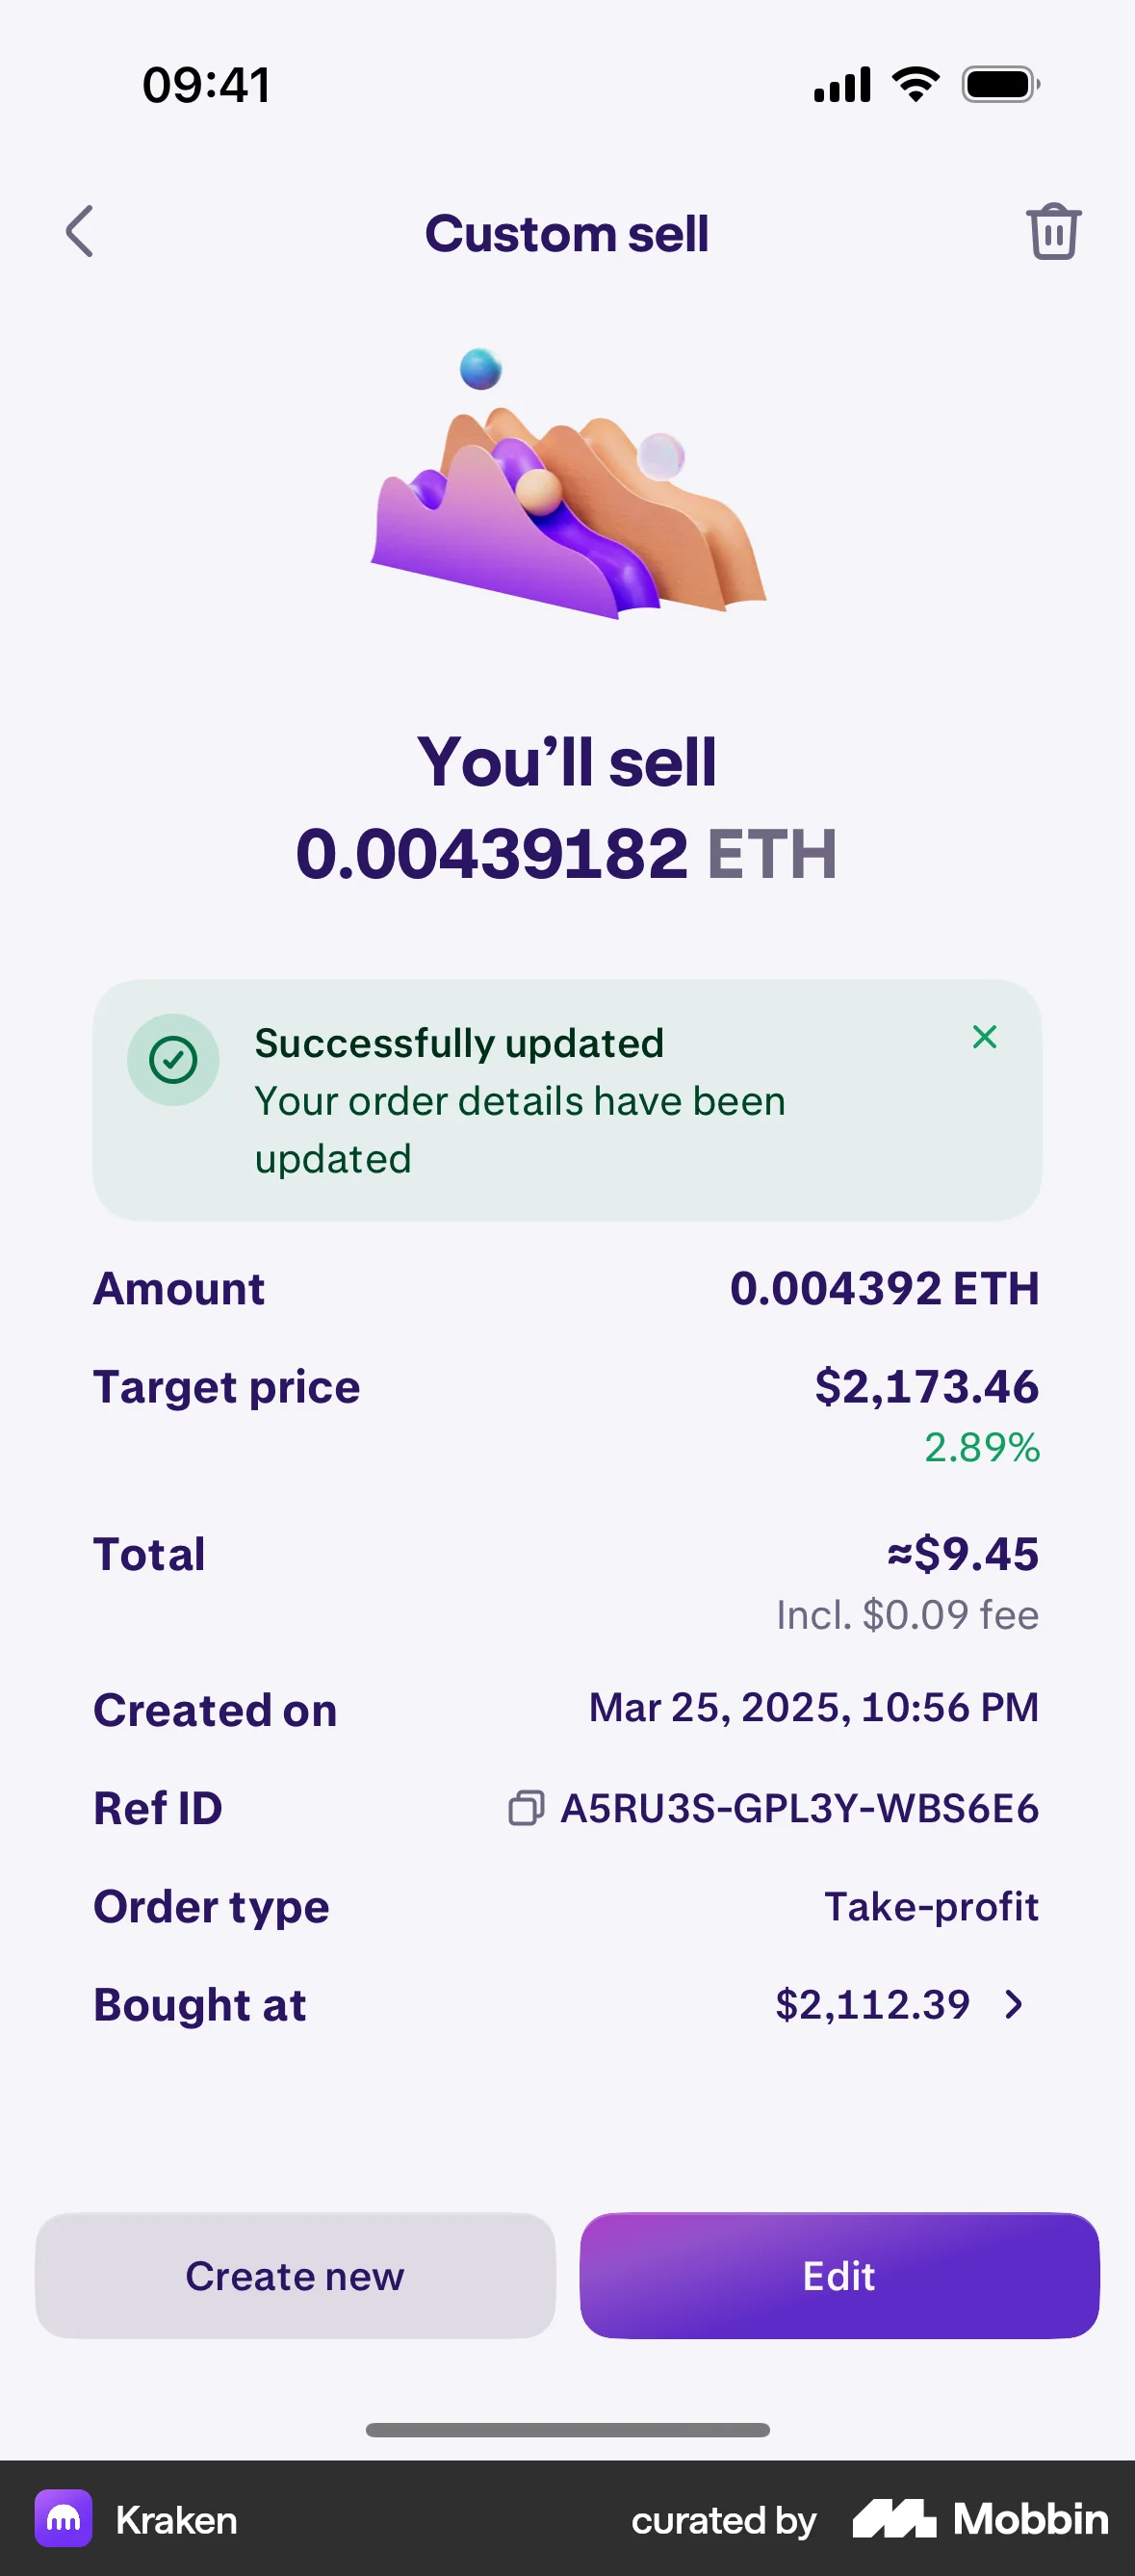 09:41
Custom sell
You’ll sell
0.00439182 ETH
Successfully updated
Your order details have been
updated
Amount 0.004392 ETH
Target price $2,173.46
2.89%
Total ≈$9.45
Incl. $0.09 fee
Created on Mar 25, 2025, 10:56 PM
Ref ID A5RU3S-GPL3Y-WBS6E6
Order type Take-profit
Bought at $2,112.39
Create new Edit
Kraken curated by Mobbin